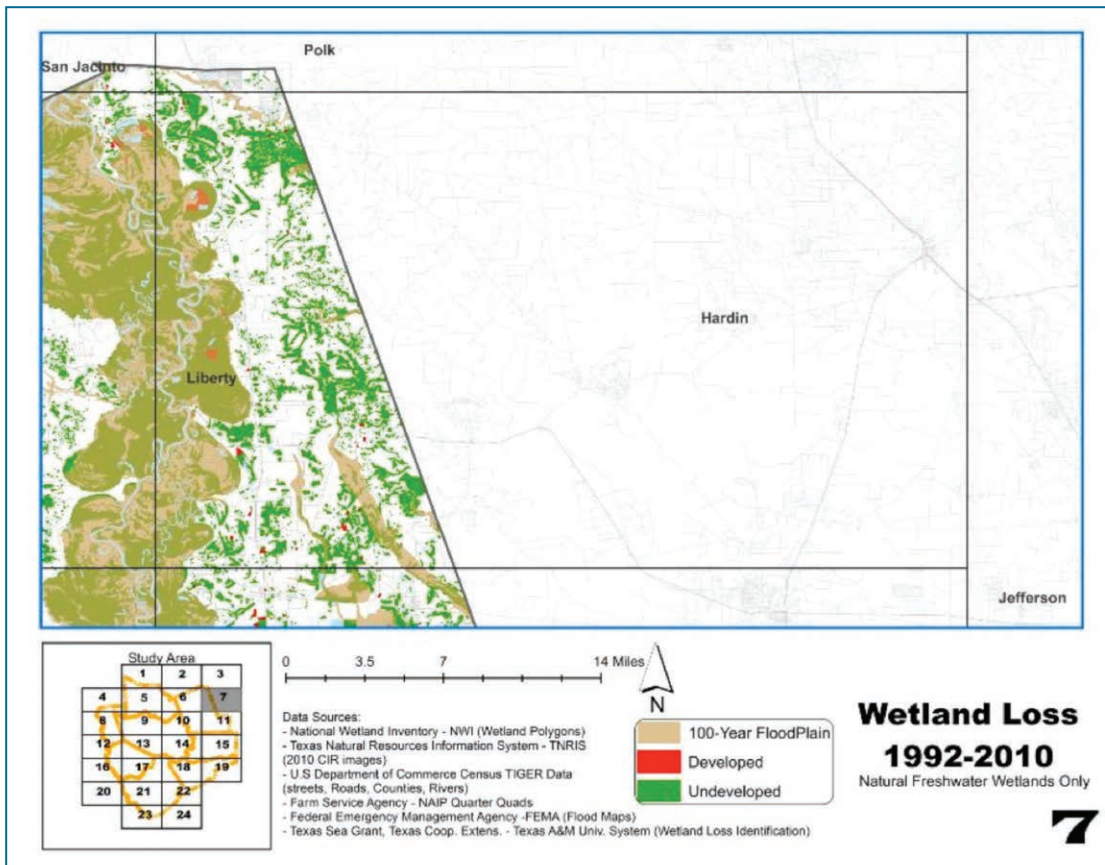 Polk
San Jacinto
Hardin
Liberty
Jefferson
Study Area
1 2 3
4 5 6 7
8 9 10 11
12 13 14 15
16 17 18 19
20 21 22
23 24
0 3.5 7 14 Miles
N
Data Sources:
- National Wetland Inventory - NWI (Wetland Polygons)
- Texas Natural Resources Information System - TNRIS
(2010 CIR images)
- U.S Department of Commerce Census TIGER Data
(streets, Roads, Counties, Rivers)
- Farm Service Agency - NAIP Quarter Quads
- Federal Emergency Management Agency -FEMA (Flood Maps)
- Texas Sea Grant, Texas Coop. Extens. - Texas A&M Univ. System (Wetland Loss Identification)
100-Year FloodPlain
Developed
Undeveloped
Wetland Loss
1992-2010
Natural Freshwater Wetlands Only
7